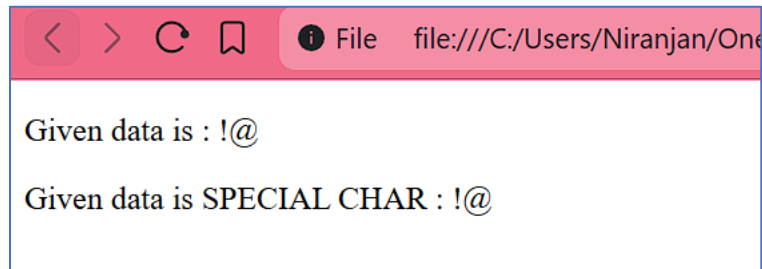 File file:///C:/Users/Niranjan/One
Given data is : !@
Given data is SPECIAL CHAR : !@